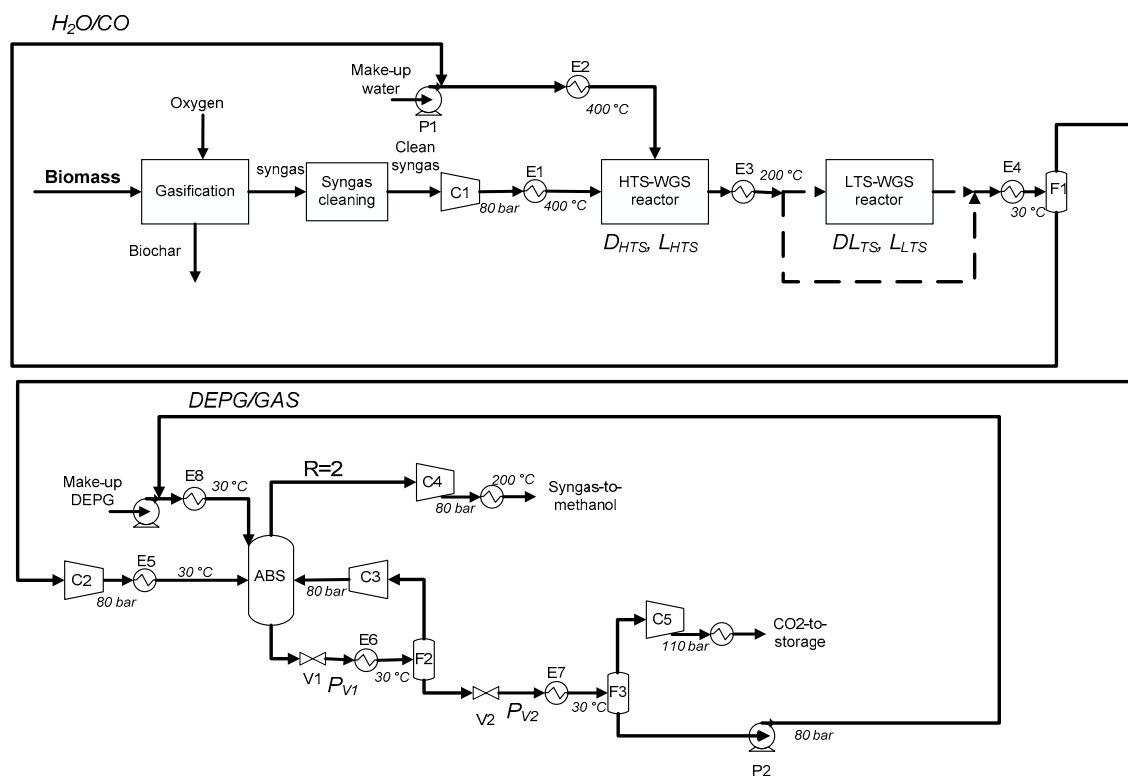 H2O/CO
Make-up
water
P1
E2
400 °C
Oxygen
Biomass
Gasification
Biochar
syngas
Syngas
cleaning
Clean
syngas
C1
80 bar
E1
400 °C
HTS-WGS
reactor
DHTS, LHTS
E3
200 °C
LTS-WGS
reactor
DLTS, LLTS
E4
30 °C
F1
DEPG/GAS
Make-up
DEPG
E8
30 °C
R=2
C4
80 bar
200 °C
Syngas-to-
methanol
C2
80 bar
E5
30 °C
ABS
80 bar
C3
V1
PV1
E6
30 °C
F2
V2
PV2
E7
30 °C
F3
C5
110 bar
CO2-to-
storage
P2
80 bar